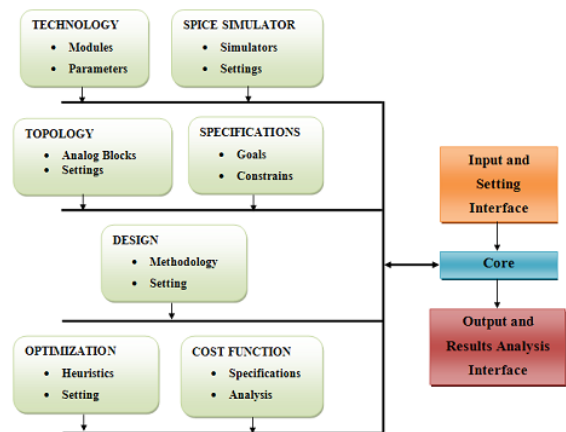 TECHNOLOGY
• Modules
• Parameters
SPICE SIMULATOR
• Simulators
• Settings
TOPOLOGY
• Analog Blocks
• Settings
SPECIFICATIONS
• Goals
• Constrains
DESIGN
• Methodology
• Setting
OPTIMIZATION
• Heuristics
• Setting
COST FUNCTION
• Specifications
• Analysis
Input and
Setting
Interface
Core
Output and
Results Analysis
Interface